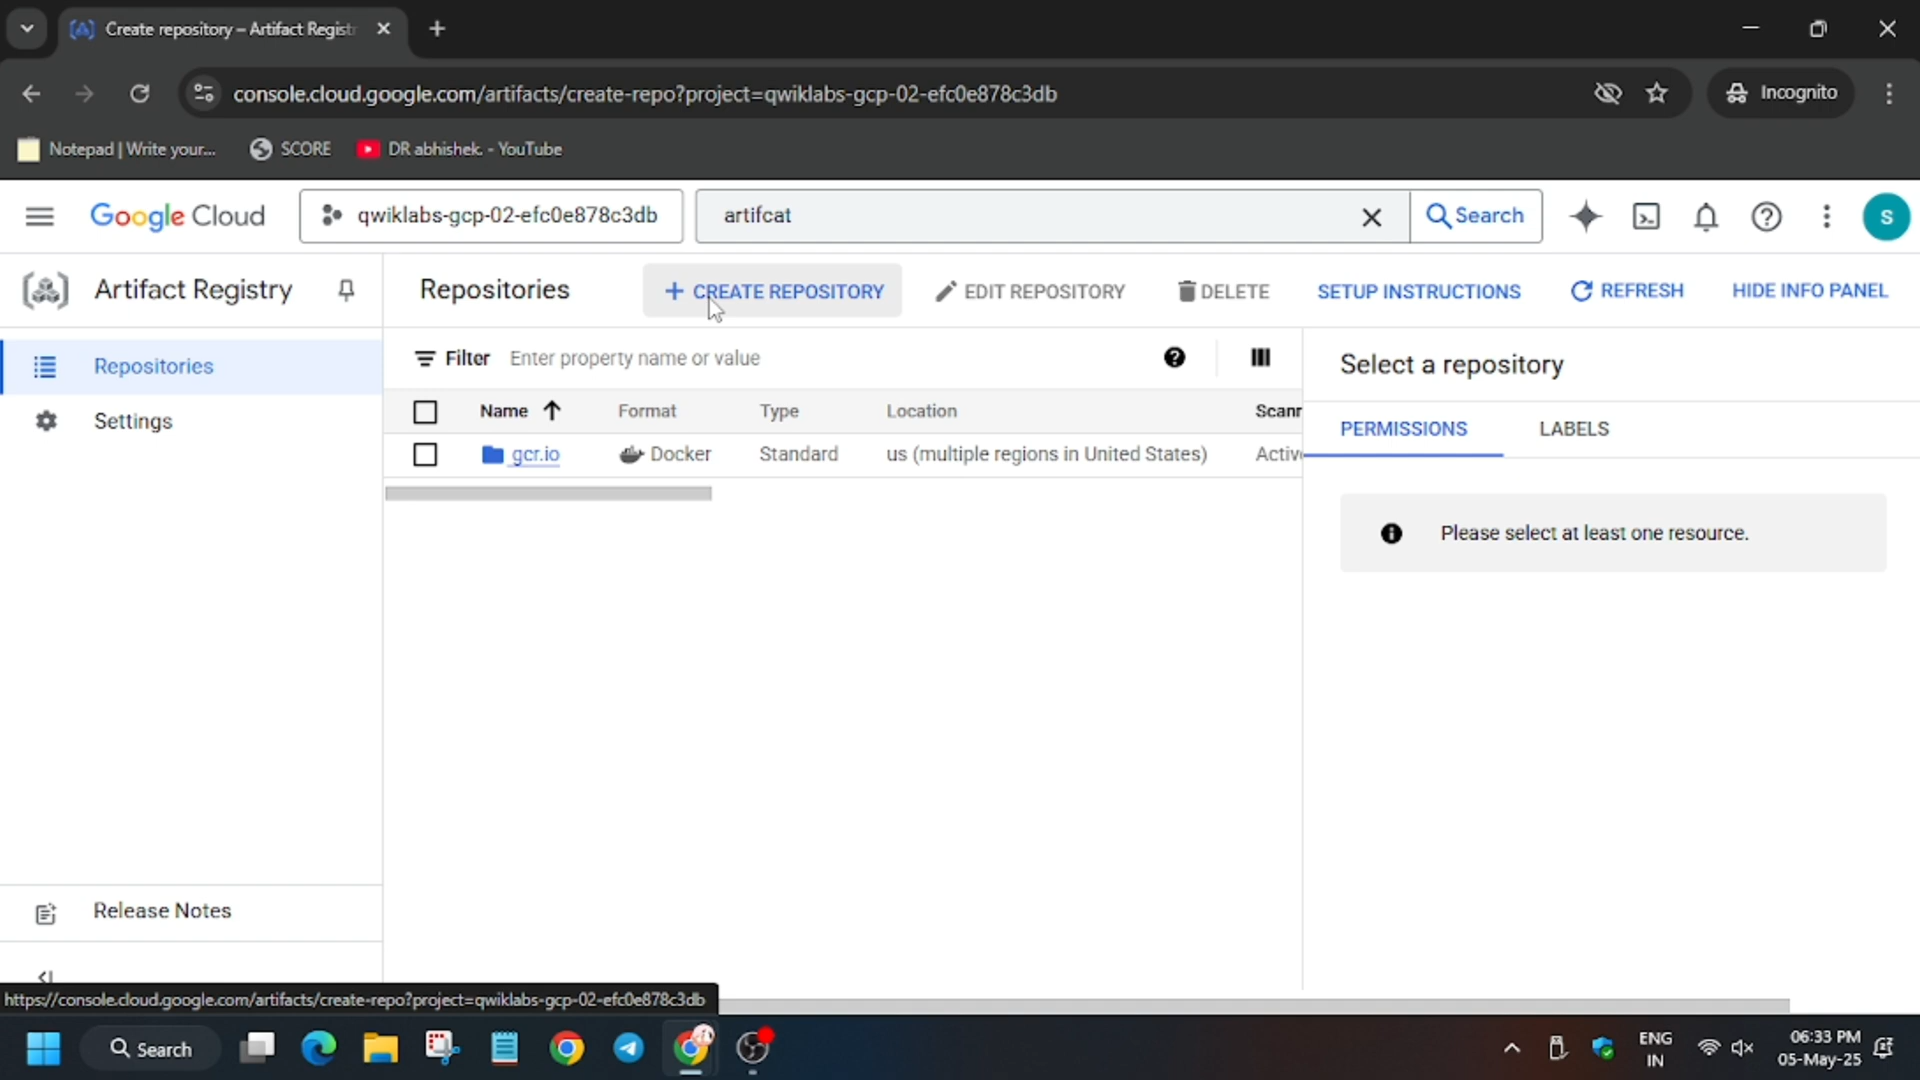 Create repository – Artifact Registr
console.cloud.google.com/artifacts/create-repo?project=qwiklabs-gcp-02-efc0e878c3db
Incognito
Notepad | Write your...
SCORE
DR abhishek. - YouTube
Google Cloud
qwiklabs-gcp-02-efc0e878c3db
artifcat
Search
S
Artifact Registry
Repositories
CREATE REPOSITORY
EDIT REPOSITORY
DELETE
SETUP INSTRUCTIONS
REFRESH
HIDE INFO PANEL
Repositories
Settings
Filter Enter property name or value
Name Format Type Location Scann
gcr.io Docker Standard us (multiple regions in United States) Active
Select a repository
PERMISSIONS LABELS
Please select at least one resource.
Release Notes
https://console.cloud.google.com/artifacts/create-repo?project=qwiklabs-gcp-02-efc0e878c3db
Search
ENG
IN
06:33 PM
05-May-25